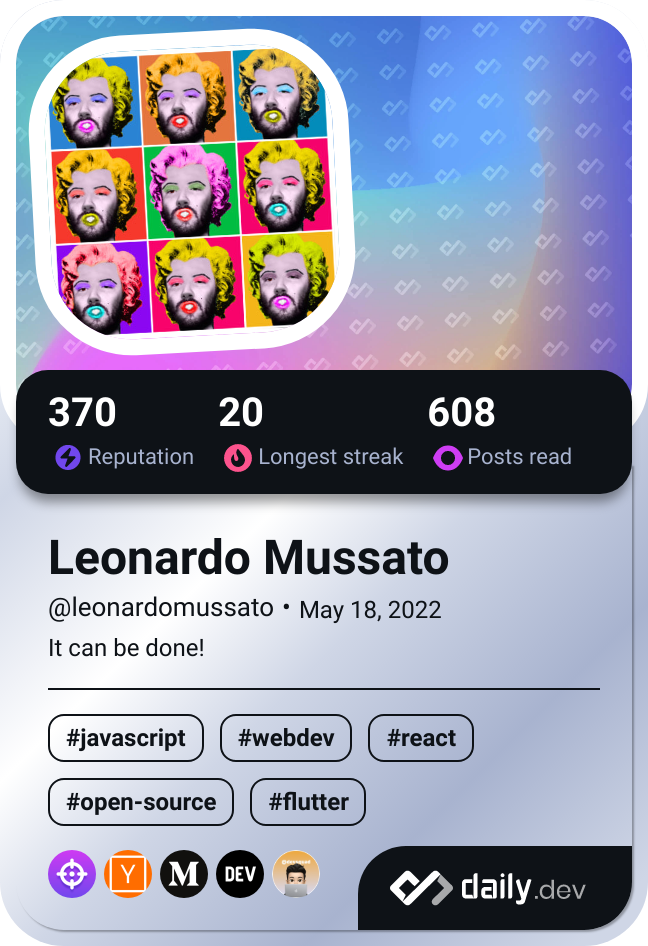 370 20 608
Reputation Longest streak Posts read
Leonardo Mussato
@leonardomussato • May 18, 2022
It can be done!
#javascript #webdev #react
#open-source #flutter
Y M DEV
daily.dev